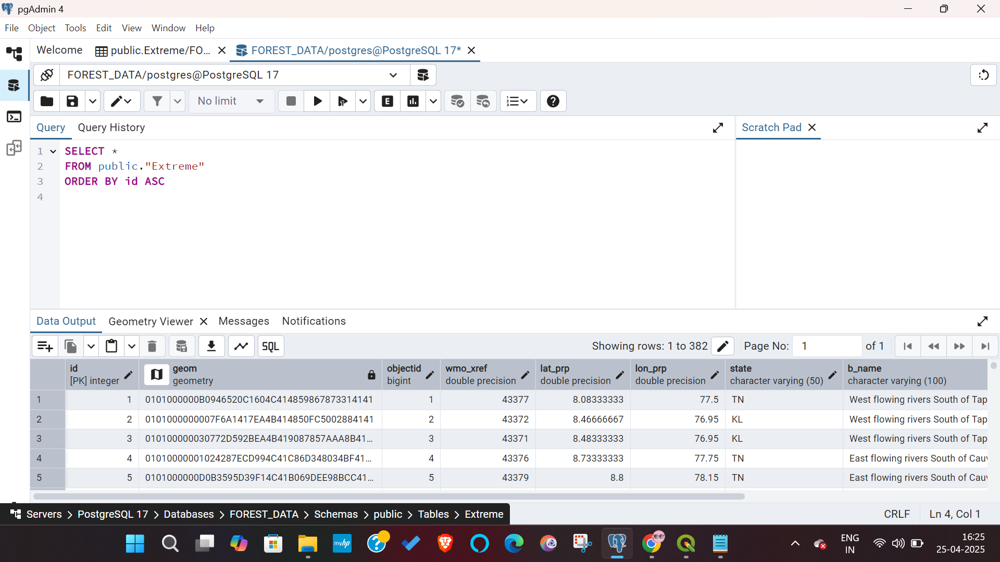 pgAdmin 4
File Object Tools Edit View Window Help
Welcome public.Extreme/FO... FOREST_DATA/postgres@PostgreSQL 17*
FOREST_DATA/postgres@PostgreSQL 17
No limit E
Query Query History Scratch Pad
1 SELECT *
2 FROM public."Extreme"
3 ORDER BY id ASC
4
Data Output Geometry Viewer Messages Notifications
SQL Showing rows: 1 to 382 Page No: 1 of 1
id geom objectid wmo_xref lat_prp lon_prp state b_name
[PK] integer geometry bigint double precision double precision double precision character varying (50) character varying (100)
1 1 0101000000B0946520C1604C414859867873314141 1 43377 8.08333333 77.5 TN West flowing rivers South of Tap
2 2 0101000000007F6A1417EA4B414850FC5002884141 2 43372 8.46666667 76.95 KL West flowing rivers South of Tap
3 3 010100000030772D592BEA4B419087857AAA8B41... 3 43371 8.48333333 76.95 KL West flowing rivers South of Tap
4 4 01010000001024287ECD994C41C86D348034BF41... 4 43376 8.73333333 77.75 TN East flowing rivers South of Cau
5 5 0101000000D0B3595D39F14C41B069DEE98BCC41... 5 43379 8.8 78.15 TN East flowing rivers South of Cau
Servers > PostgreSQL 17 > Databases > FOREST_DATA > Schemas > public > Tables > Extreme CRLF Ln 4, Col 1
myhp ENG
IN
16:25
25-04-2025